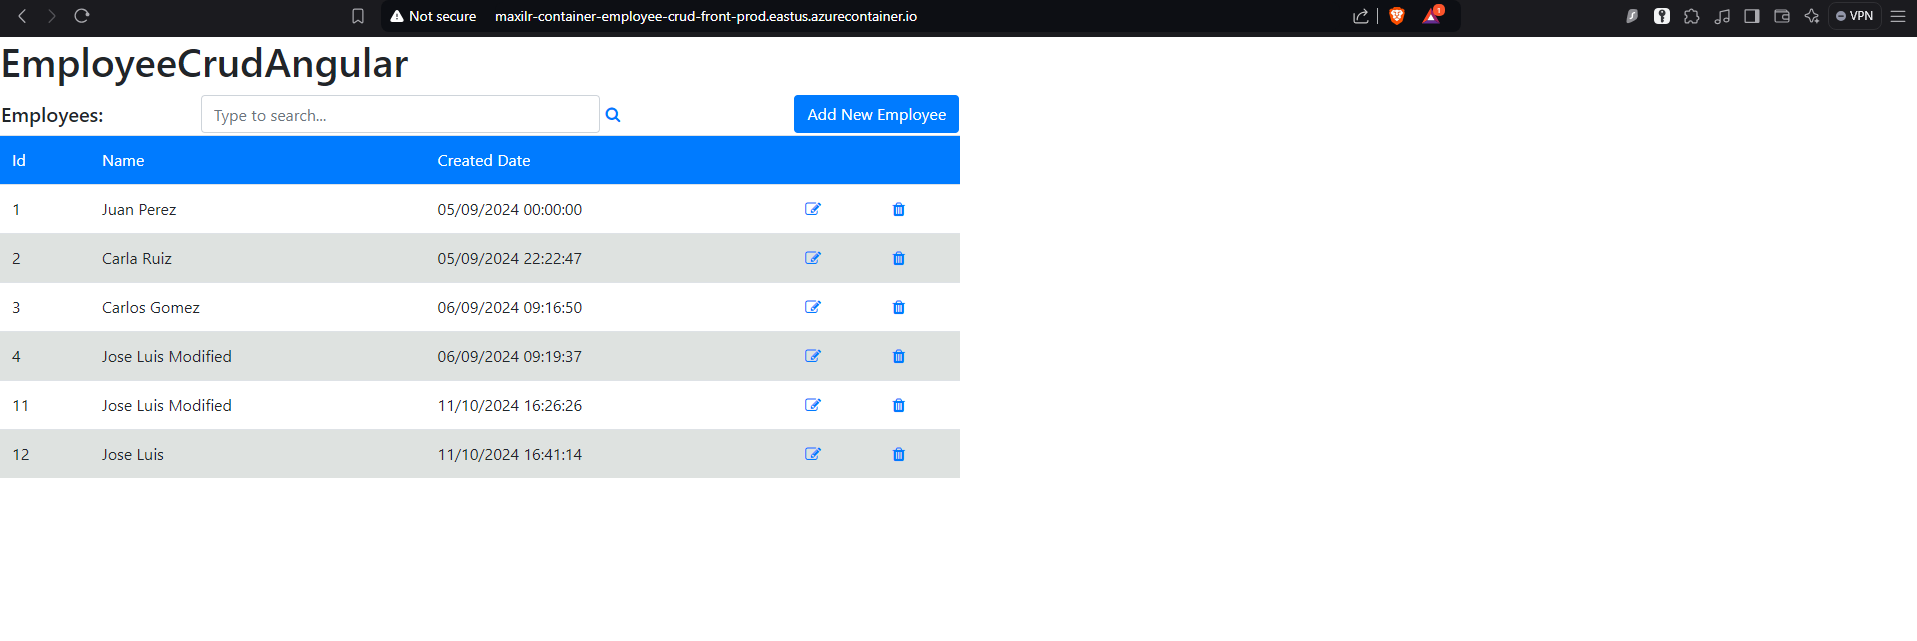 Not secure maxilr-container-employee-crud-front-prod.eastus.azurecontainer.io 1 VPN
EmployeeCrudAngular
Employees: Type to search... Add New Employee
Id Name Created Date
1 Juan Perez 05/09/2024 00:00:00
2 Carla Ruiz 05/09/2024 22:22:47
3 Carlos Gomez 06/09/2024 09:16:50
4 Jose Luis Modified 06/09/2024 09:19:37
11 Jose Luis Modified 11/10/2024 16:26:26
12 Jose Luis 11/10/2024 16:41:14